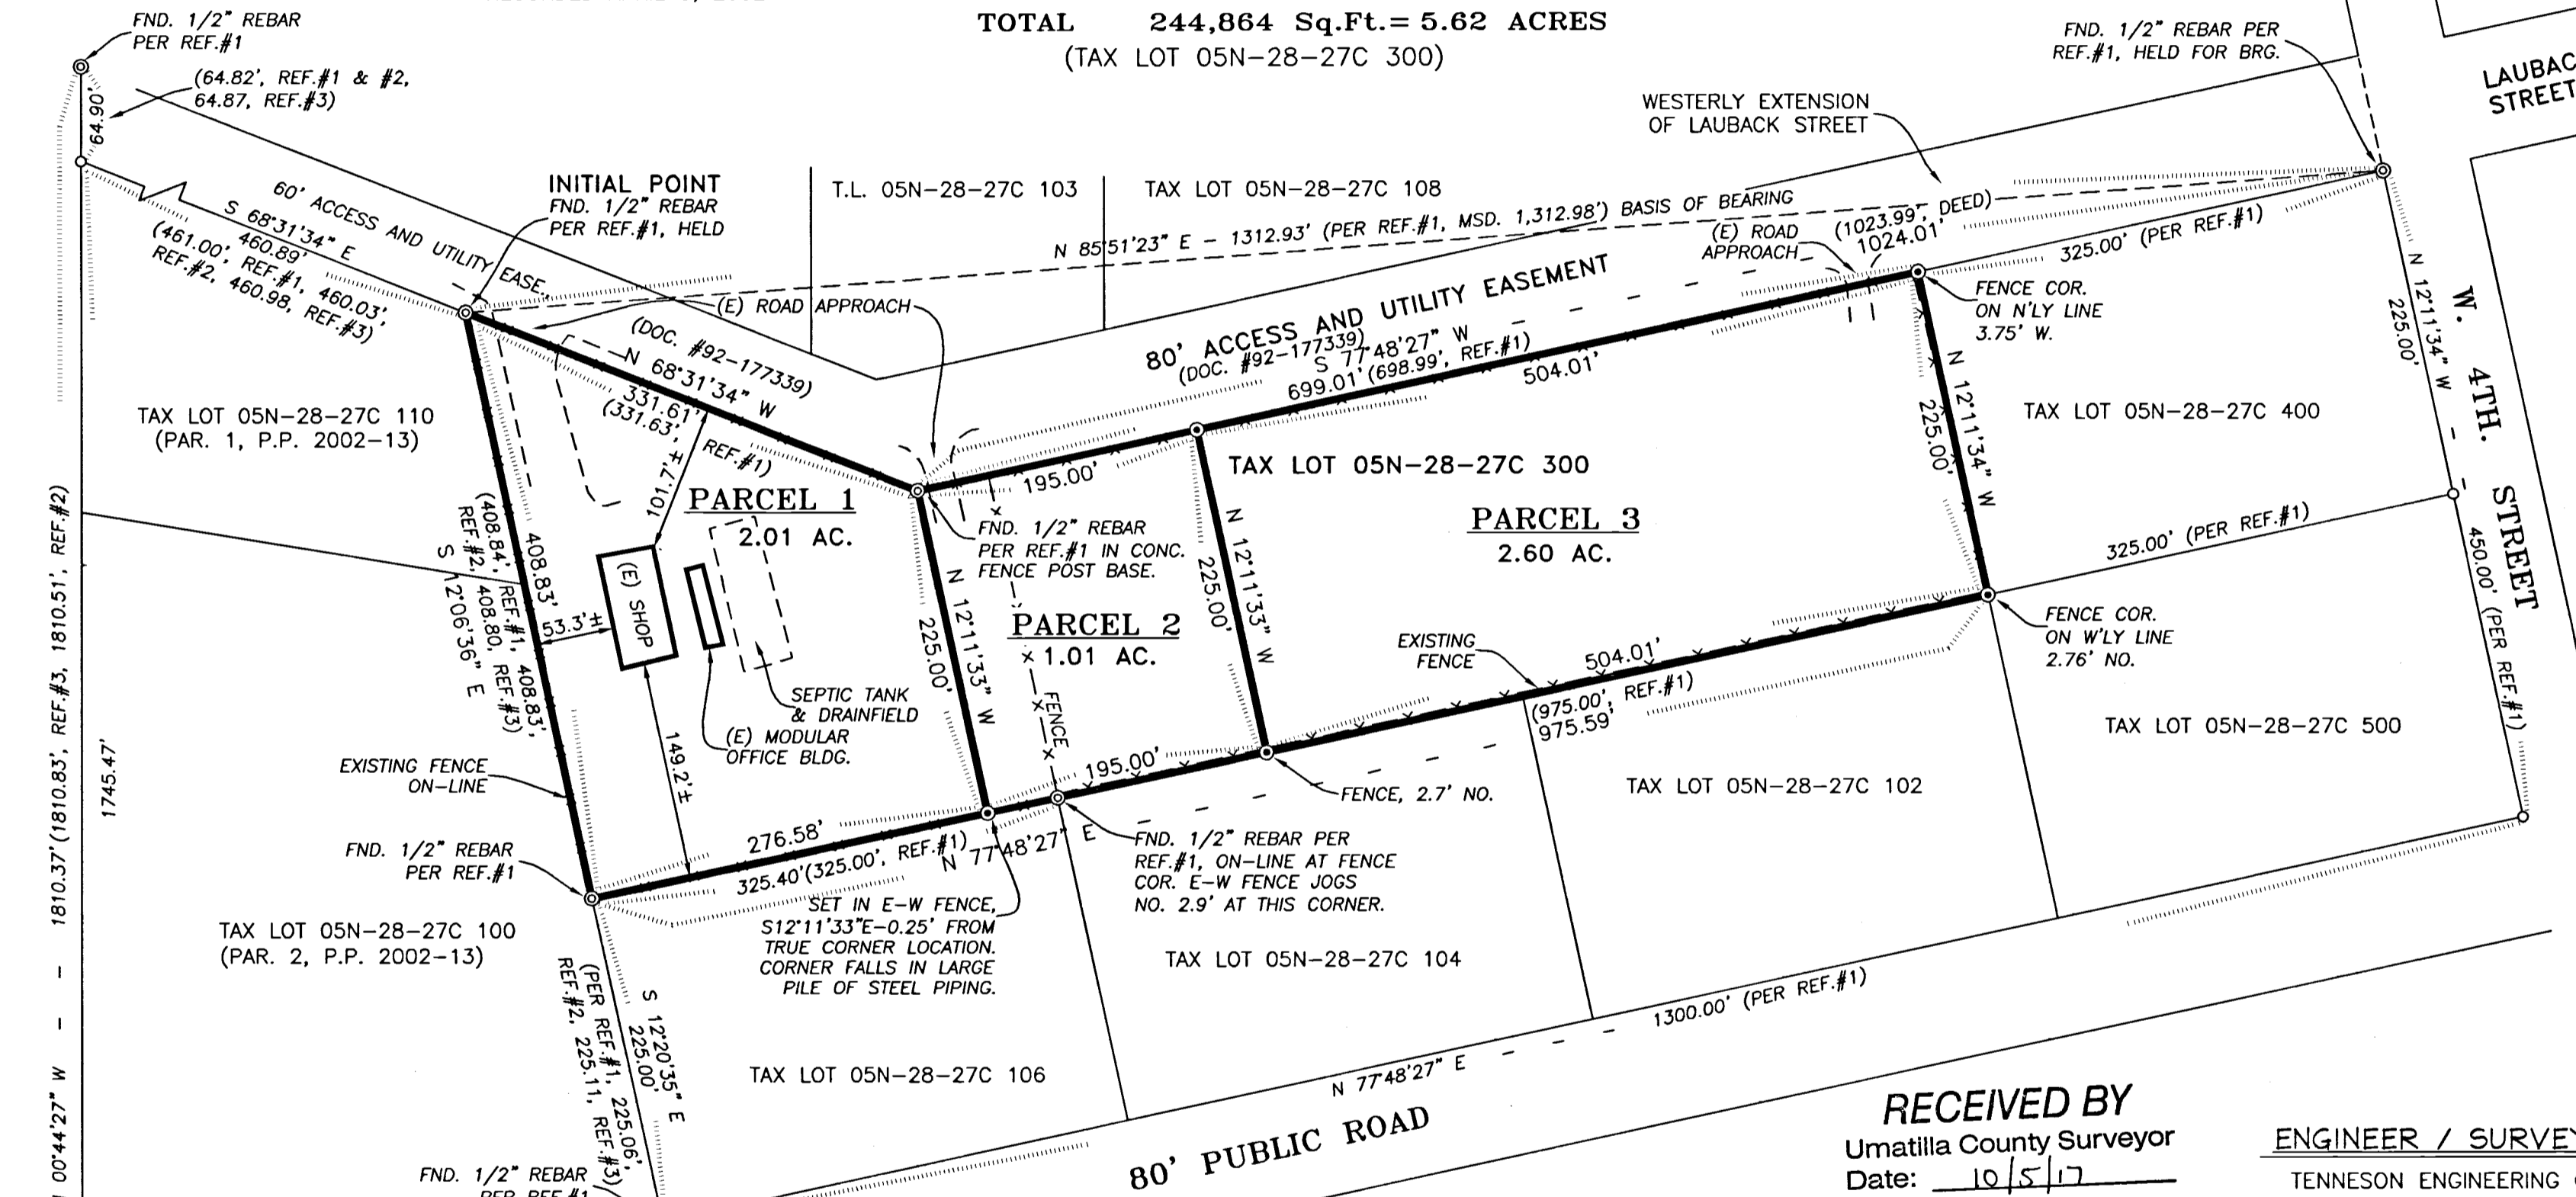 FND. 1/2" REBAR
PER REF.#1
(64.82', REF.#1 & #2,
64.87, REF.#3)
64.90'
TOTAL 244,864 Sq.Ft.= 5.62 ACRES
(TAX LOT 05N-28-27C 300)
FND. 1/2" REBAR PER
REF.#1, HELD FOR BRG.
WESTERLY EXTENSION
OF LAUBACK STREET
60' ACCESS AND UTILITY EASE.
S 68°31'34" E
460.89'
(461.00', REF.#1, 460.03',
REF.#2, 460.98, REF.#3)
INITIAL POINT
FND. 1/2" REBAR
PER REF.#1, HELD
T.L. 05N-28-27C 103
TAX LOT 05N-28-27C 108
N 85°51'23" E - 1312.93' (PER REF.#1, MSD. 1,312.98') BASIS OF BEARING
(1023.99', DEED)
1024.01'
(E) ROAD
APPROACH
325.00' (PER REF.#1)
(E) ROAD APPROACH
(DOC. #92-177339)
N 68°31'34" W
331.61'
(331.63', REF.#1)
80' ACCESS AND UTILITY EASEMENT
(DOC. #92-177339)
S 77°48'27" W
699.01' (698.99', REF.#1)
504.01'
FENCE COR.
ON N'LY LINE
3.75' W.
N 12°11'34" W
225.00'
W. 4TH. STREET
TAX LOT 05N-28-27C 110
(PAR. 1, P.P. 2002-13)
TAX LOT 05N-28-27C 400
N 12°11'34" W
225.00'
TAX LOT 05N-28-27C 300
195.00'
PARCEL 1
2.01 AC.
101.7'±
PARCEL 3
2.60 AC.
FND. 1/2" REBAR
PER REF.#1 IN CONC.
FENCE POST BASE.
N 12°11'33" W
225.00'
325.00' (PER REF.#1)
450.00' (PER REF.#1)
408.83'
(408.84', REF.#1, 408.83',
REF.#2, 408.80, REF.#3)
S 12°06'36" E
(E) SHOP
53.3'±
N 12°11'33" W
225.00'
PARCEL 2
1.01 AC.
FENCE
EXISTING
FENCE
504.01'
(975.00', REF.#1)
975.59'
FENCE COR.
ON W'LY LINE
2.76' NO.
SEPTIC TANK
& DRAINFIELD
(E) MODULAR
OFFICE BLDG.
149.2'±
TAX LOT 05N-28-27C 500
EXISTING FENCE
ON-LINE
195.00'
FENCE, 2.7' NO.
TAX LOT 05N-28-27C 102
1745.47'
1810.37' (1810.83', REF.#3, 1810.51', REF.#2)
00°44'27" W
FND. 1/2" REBAR
PER REF.#1
276.58'
325.40' (325.00', REF.#1)
N 77°48'27" E
FND. 1/2" REBAR PER
REF.#1, ON-LINE AT FENCE
COR. E-W FENCE JOGS
NO. 2.9' AT THIS CORNER.
SET IN E-W FENCE,
S12°11'33"E-0.25' FROM
TRUE CORNER LOCATION.
CORNER FALLS IN LARGE
PILE OF STEEL PIPING.
TAX LOT 05N-28-27C 100
(PAR. 2, P.P. 2002-13)
TAX LOT 05N-28-27C 104
S 12°20'35" E
225.00'
(PER REF.#1, 225.06',
REF.#2, 225.11, REF.#3)
TAX LOT 05N-28-27C 106
1300.00' (PER REF.#1)
N 77°48'27" E
80' PUBLIC ROAD
FND. 1/2" REBAR
RECEIVED BY
Umatilla County Surveyor
Date: 10/5/17
ENGINEER /
TENNESON ENGINEERING